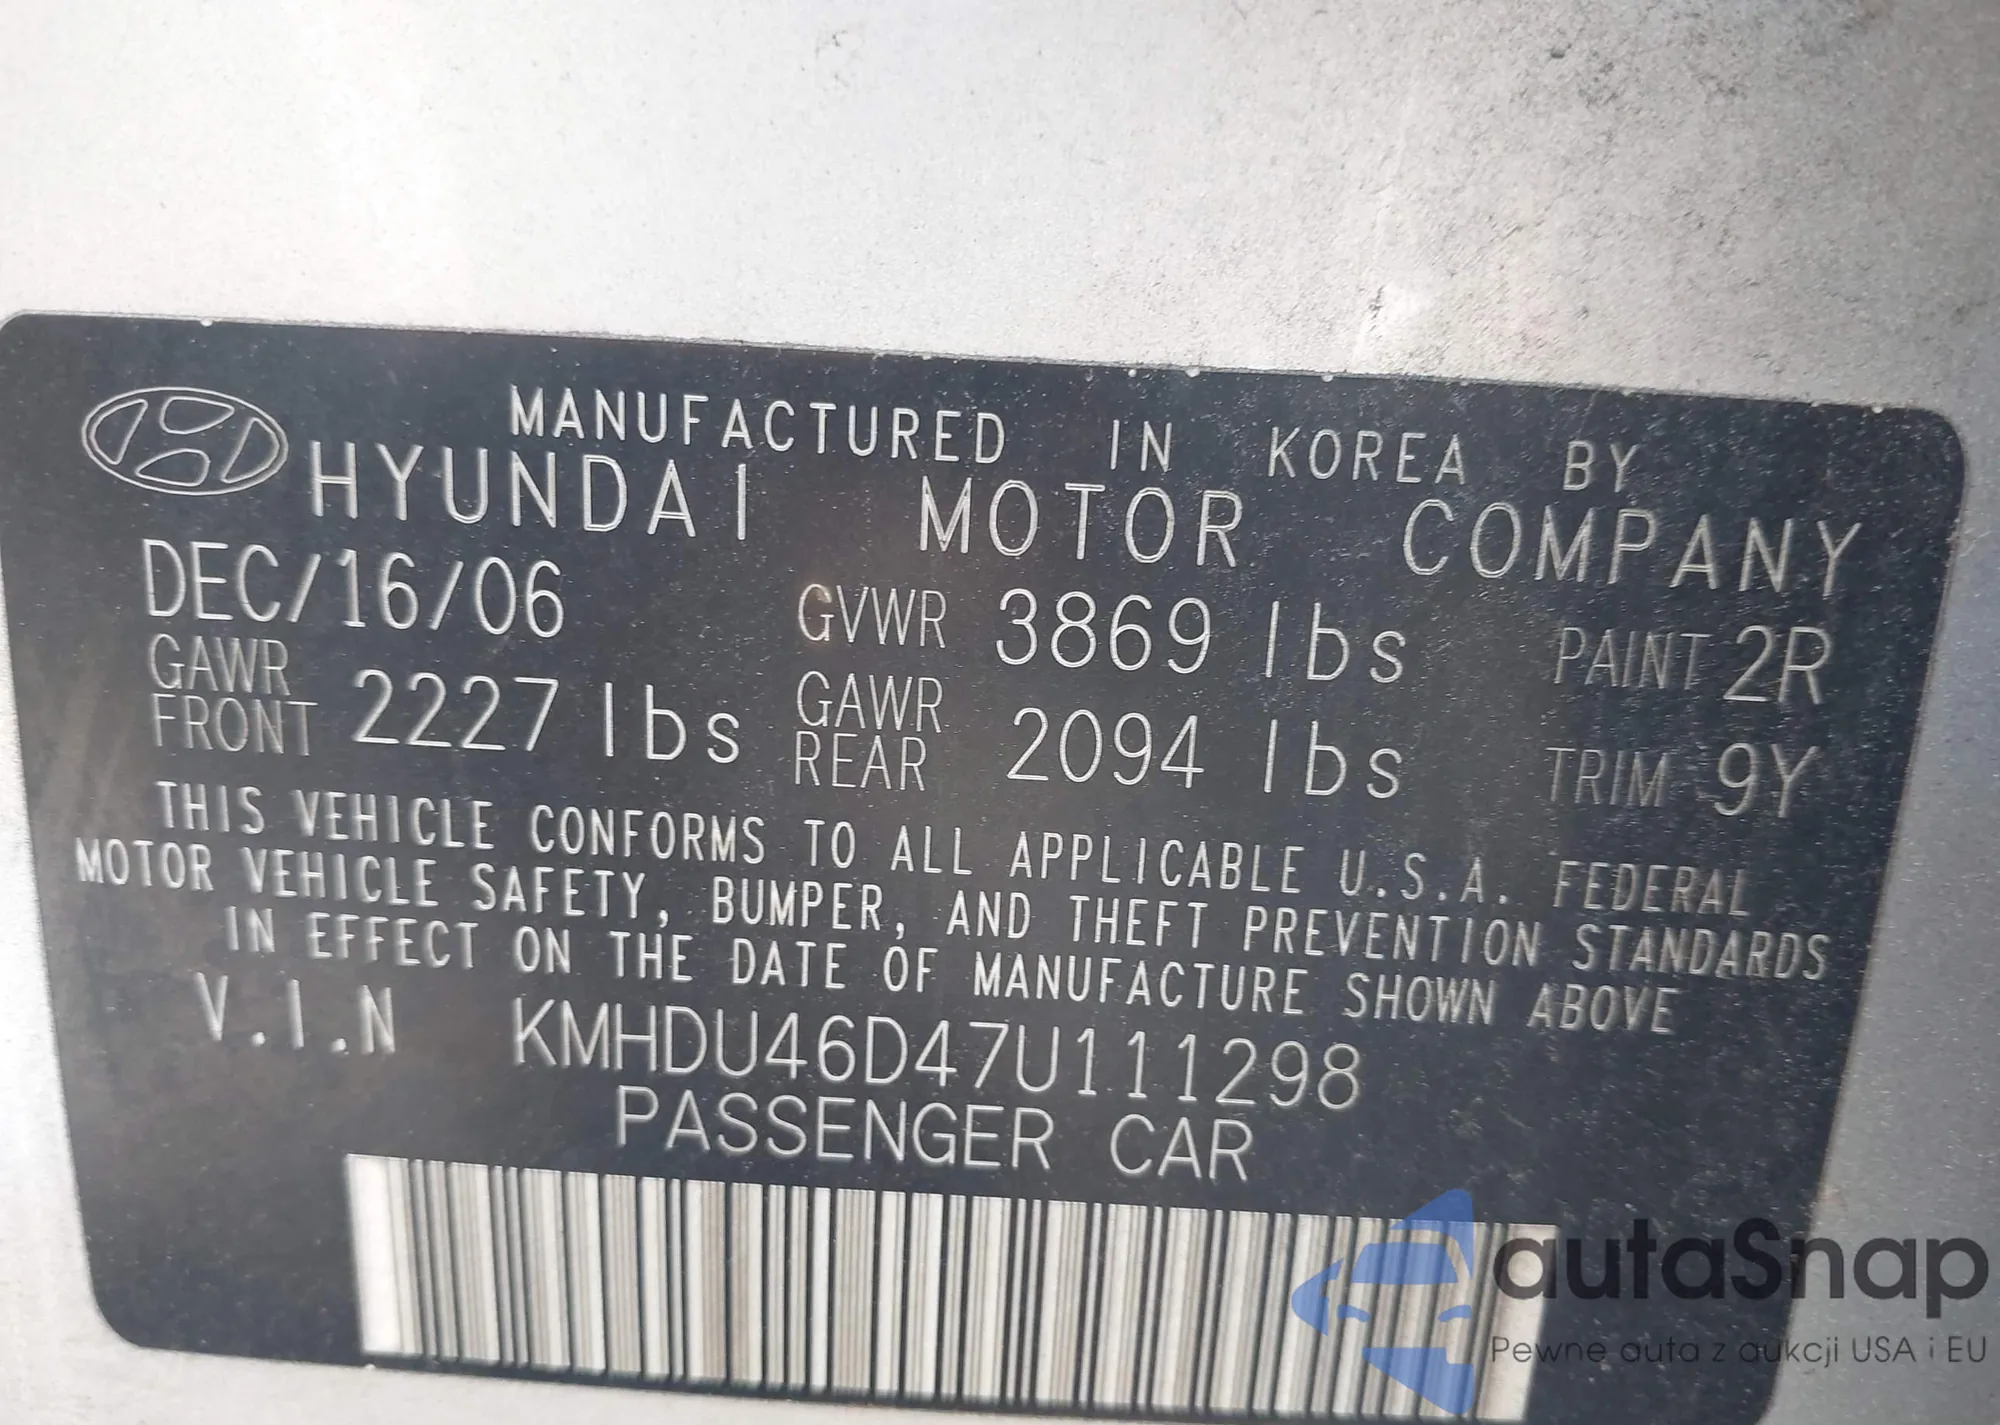 MANUFACTURED IN KOREA BY
HYUNDAI MOTOR COMPANY
DEC/16/06 GVWR 3869 lbs PAINT 2R
GAWR FRONT 2227 lbs GAWR REAR 2094 lbs TRIM 9Y
THIS VEHICLE CONFORMS TO ALL APPLICABLE U.S.A. FEDERAL
MOTOR VEHICLE SAFETY, BUMPER, AND THEFT PREVENTION STANDARDS
IN EFFECT ON THE DATE OF MANUFACTURE SHOWN ABOVE
V.I.N KMHDU46D47U111298
PASSENGER CAR
autaSnap
Pewne auta z aukcji USA i EU